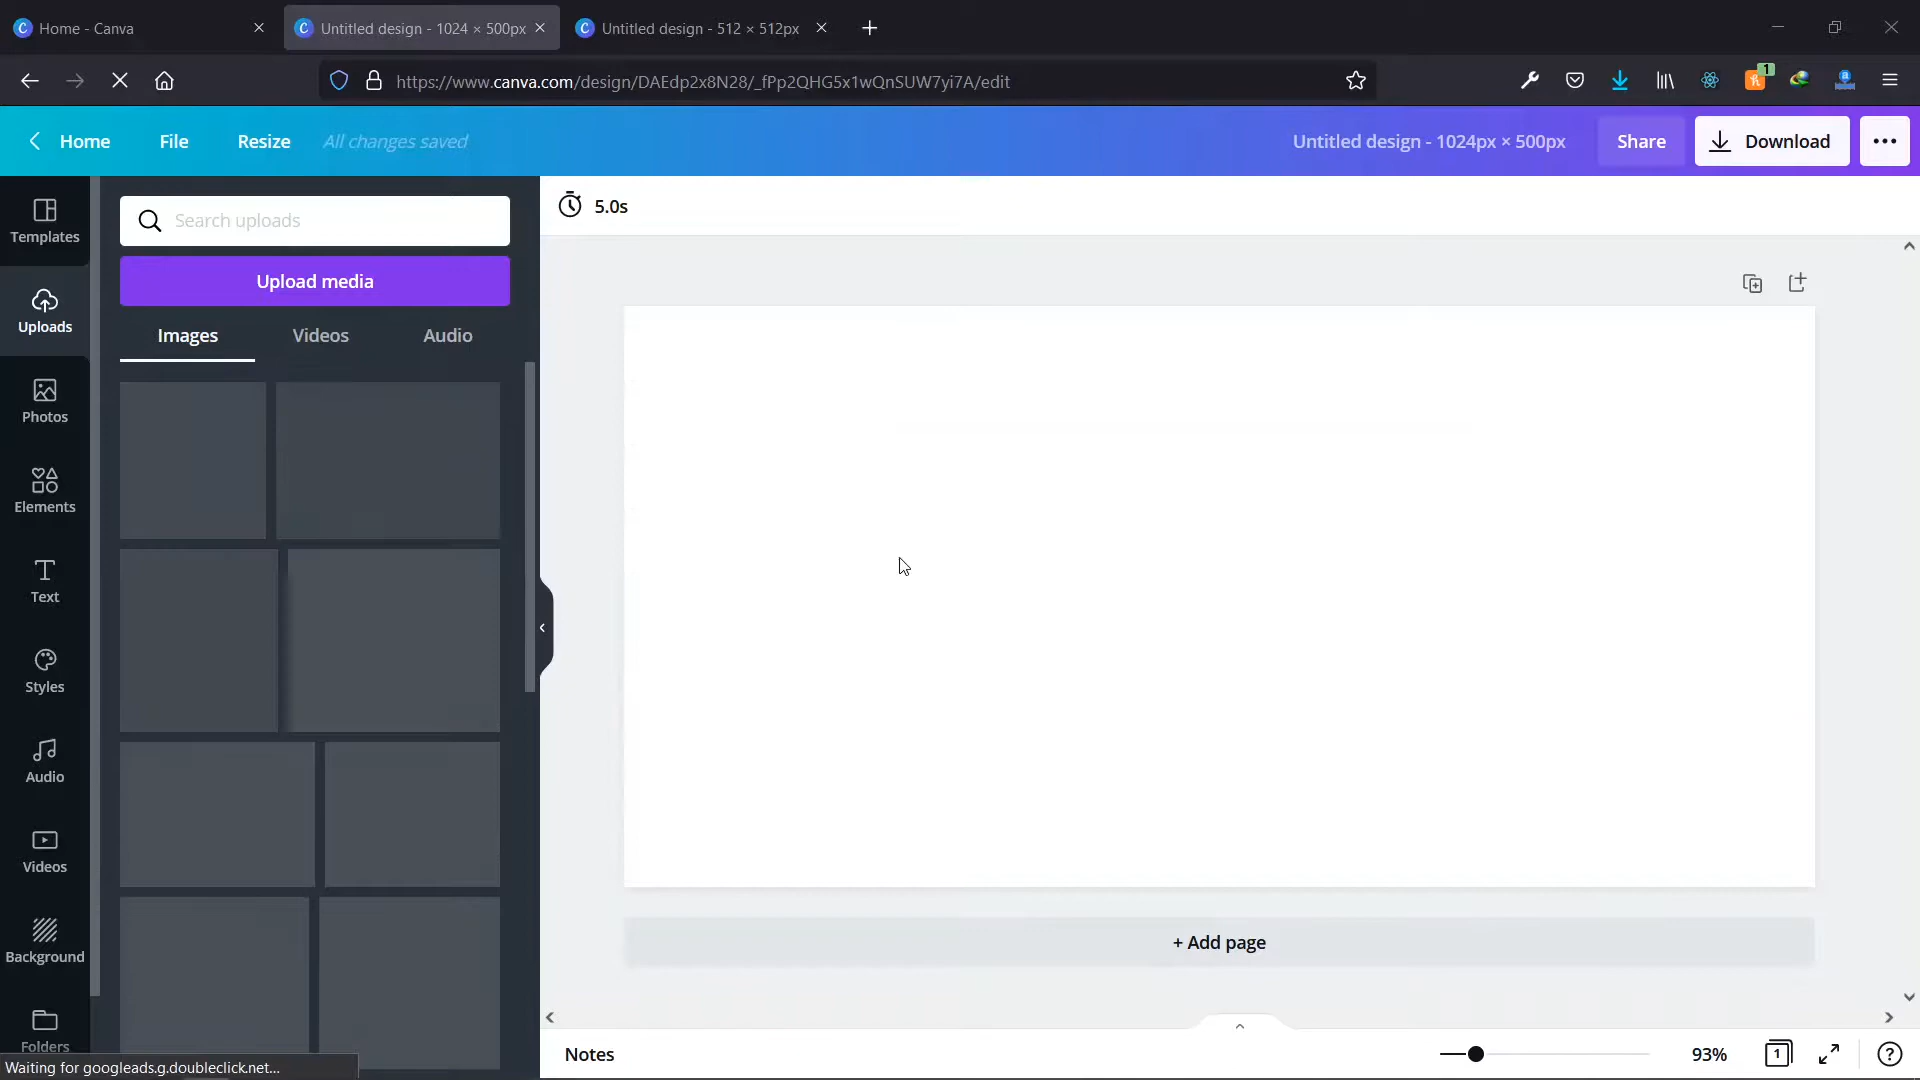 Home - Canva
Untitled design - 1024 × 500px
Untitled design - 512 × 512px
https://www.canva.com/design/DAEdp2x8N28/_fPp2QHG5x1wQnSUW7yi7A/edit
1
Home
File
Resize
All changes saved
Untitled design - 1024px × 500px
Share
Download
Templates
Uploads
Photos
Elements
Text
Styles
Audio
Videos
Background
Folders
Search uploads
Upload media
Images
Videos
Audio
5.0s
+ Add page
Notes
93%
1
Waiting for googleads.g.doubleclick.net...